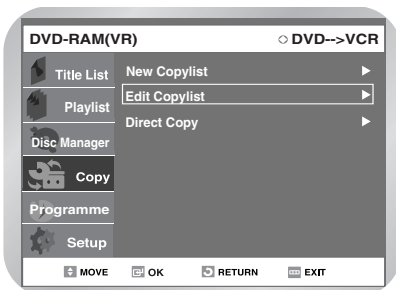 DVD-RAM(VR) DVD-->VCR
Title List
Playlist
Disc Manager
Copy
Programme
Setup
New Copylist
Edit Copylist
Direct Copy
MOVE OK RETURN EXIT